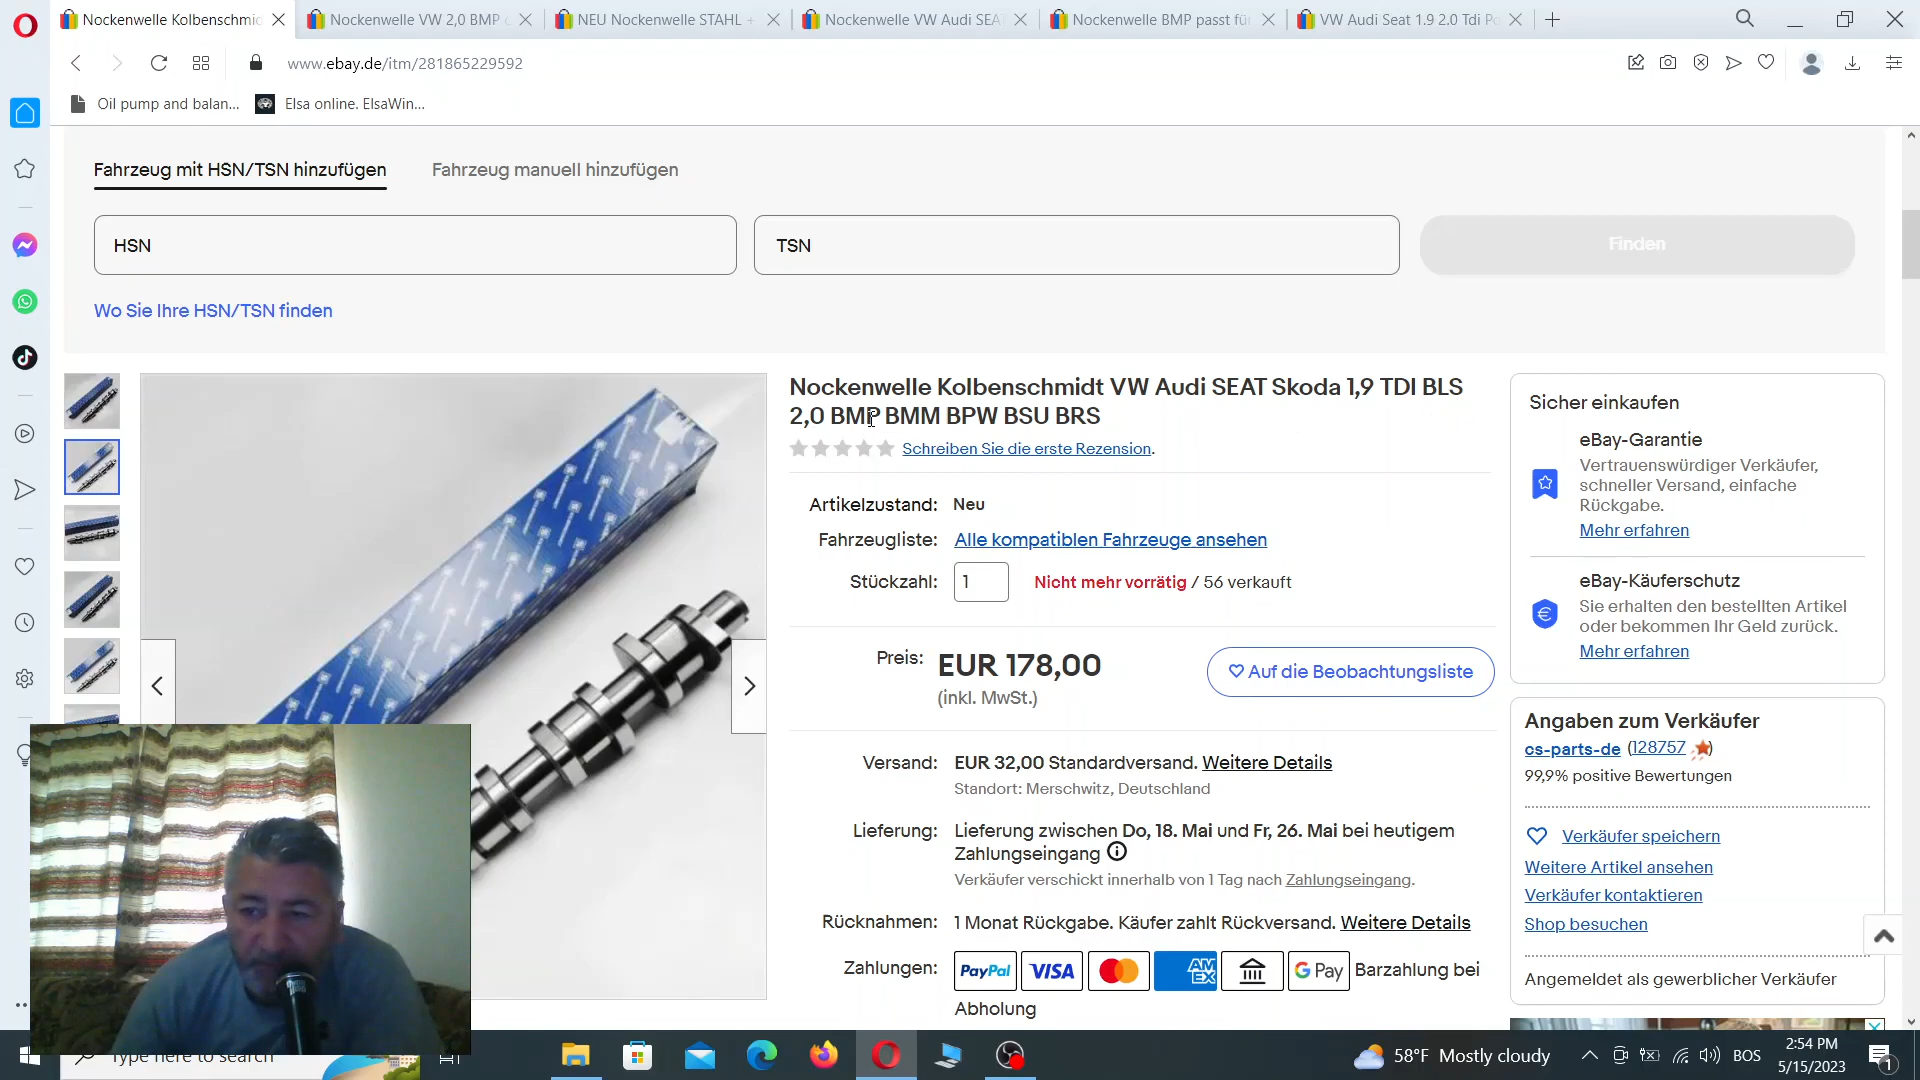 Nockenwelle Kolbenschmid
Nockenwelle VW 2,0 BMP
NEU Nockenwelle STAHL +
Nockenwelle VW Audi SEA
Nockenwelle BMP passt fü
VW Audi Seat 1.9 2.0 Tdi P
www.ebay.de/itm/281865229592
Oil pump and balan...
Elsa online. ElsaWin...
Fahrzeug mit HSN/TSN hinzufügen
Fahrzeug manuell hinzufügen
HSN
TSN
Finden
Wo Sie Ihre HSN/TSN finden
Nockenwelle Kolbenschmidt VW Audi SEAT Skoda 1,9 TDI BLS
2,0 BMP BMM BPW BSU BRS
Schreiben Sie die erste Rezension.
Artikelzustand: Neu
Fahrzeugliste: Alle kompatiblen Fahrzeuge ansehen
Stückzahl: 1 Nicht mehr vorrätig / 56 verkauft
Preis: EUR 178,00
(inkl. MwSt.)
Auf die Beobachtungsliste
Versand: EUR 32,00 Standardversand. Weitere Details
Standort: Merschwitz, Deutschland
Lieferung: Lieferung zwischen Do, 18. Mai und Fr, 26. Mai bei heutigem
Zahlungseingang
Verkäufer verschickt innerhalb von 1 Tag nach Zahlungseingang.
Rücknahmen: 1 Monat Rückgabe. Käufer zahlt Rückversand. Weitere Details
Zahlungen: PayPal VISA AMEX G Pay Barzahlung bei
Abholung
Sicher einkaufen
eBay-Garantie
Vertrauenswürdiger Verkäufer,
schneller Versand, einfache
Rückgabe.
Mehr erfahren
eBay-Käuferschutz
Sie erhalten den bestellten Artikel
oder bekommen Ihr Geld zurück.
Mehr erfahren
Angaben zum Verkäufer
cs-parts-de (128757)
99,9% positive Bewertungen
Verkäufer speichern
Weitere Artikel ansehen
Verkäufer kontaktieren
Shop besuchen
Angemeldet als gewerblicher Verkäufer
Type here to search
58°F Mostly cloudy
BOS
2:54 PM
5/15/2023
1